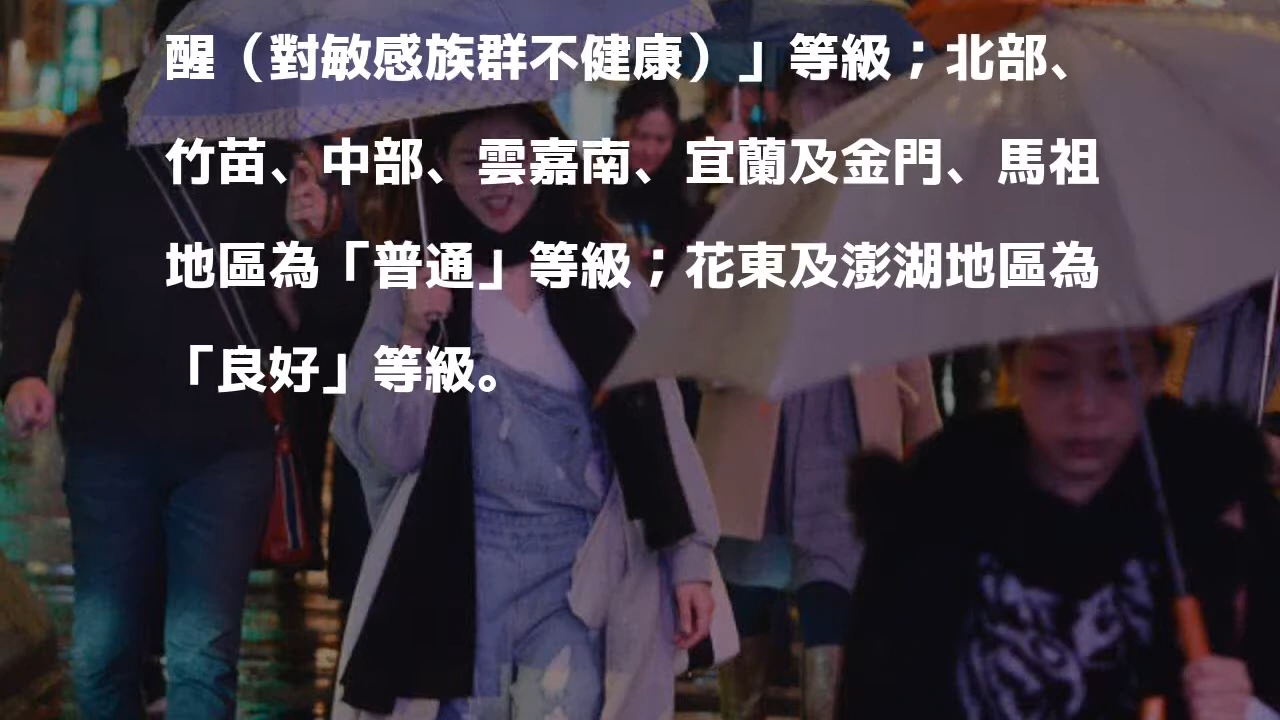 醒（對敏感族群不健康）」等級；北部、
竹苗、中部、雲嘉南、宜蘭及金門、馬祖
地區為「普通」等級；花東及澎湖地區為
「良好」等級。